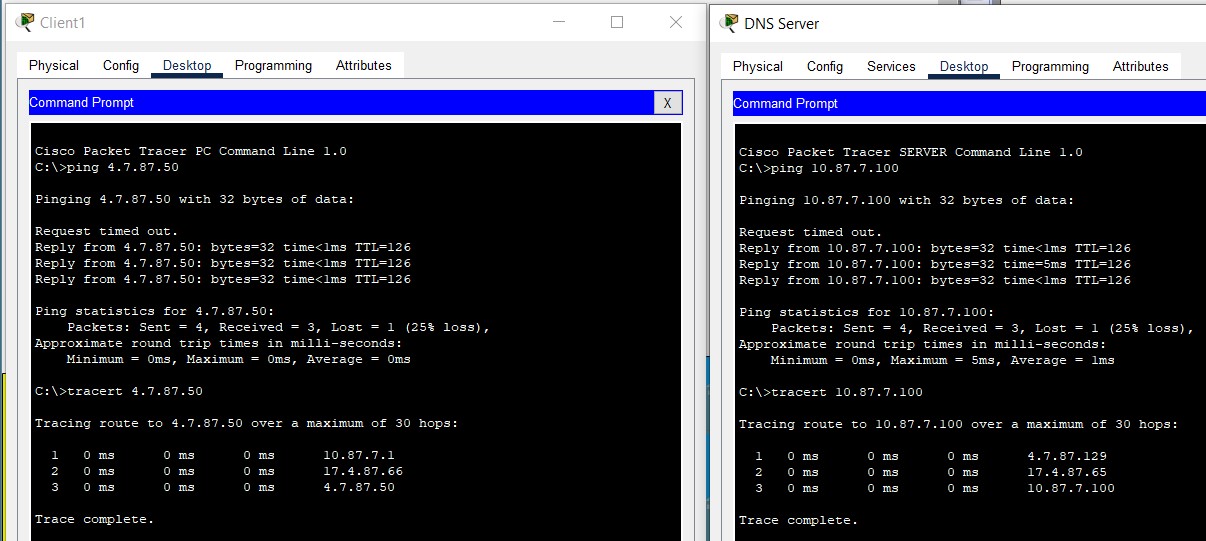 Client1
Physical Config Desktop Programming Attributes
Command Prompt X
Cisco Packet Tracer PC Command Line 1.0
C:\>ping 4.7.87.50
Pinging 4.7.87.50 with 32 bytes of data:
Request timed out.
Reply from 4.7.87.50: bytes=32 time<1ms TTL=126
Reply from 4.7.87.50: bytes=32 time<1ms TTL=126
Reply from 4.7.87.50: bytes=32 time<1ms TTL=126
Ping statistics for 4.7.87.50:
Packets: Sent = 4, Received = 3, Lost = 1 (25% loss),
Approximate round trip times in milli-seconds:
Minimum = 0ms, Maximum = 0ms, Average = 0ms
C:\>tracert 4.7.87.50
Tracing route to 4.7.87.50 over a maximum of 30 hops:
1 0 ms 0 ms 0 ms 10.87.7.1
2 0 ms 0 ms 0 ms 17.4.87.66
3 0 ms 0 ms 0 ms 4.7.87.50
Trace complete.
DNS Server
Physical Config Services Desktop Programming Attributes
Command Prompt
Cisco Packet Tracer SERVER Command Line 1.0
C:\>ping 10.87.7.100
Pinging 10.87.7.100 with 32 bytes of data:
Request timed out.
Reply from 10.87.7.100: bytes=32 time<1ms TTL=126
Reply from 10.87.7.100: bytes=32 time=5ms TTL=126
Reply from 10.87.7.100: bytes=32 time<1ms TTL=126
Ping statistics for 10.87.7.100:
Packets: Sent = 4, Received = 3, Lost = 1 (25% loss),
Approximate round trip times in milli-seconds:
Minimum = 0ms, Maximum = 5ms, Average = 1ms
C:\>tracert 10.87.7.100
Tracing route to 10.87.7.100 over a maximum of 30 hops:
1 0 ms 0 ms 0 ms 4.7.87.129
2 0 ms 0 ms 0 ms 17.4.87.65
3 0 ms 0 ms 0 ms 10.87.7.100
Trace complete.